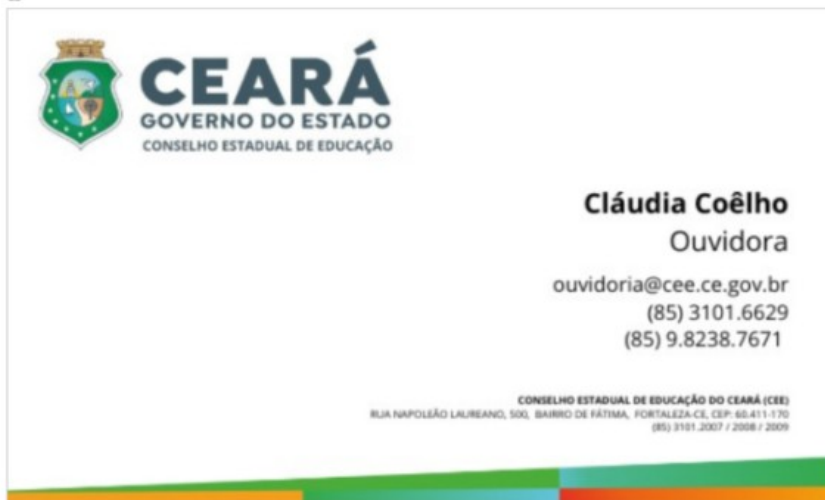 CEARÁ
GOVERNO DO ESTADO
CONSELHO ESTADUAL DE EDUCAÇÃO
Cláudia Coêlho
Ouvidora
ouvidoria@cee.ce.gov.br
(85) 3101.6629
(85) 9.8238.7671
CONSELHO ESTADUAL DE EDUCAÇÃO DO CEARÁ (CEE)
RUA NAPOLEÃO LAUREANO, 500, BAIRRO DE FÁTIMA, FORTALEZA-CE, CEP: 60.411-170
(85) 3101.2007 / 2008 / 2009